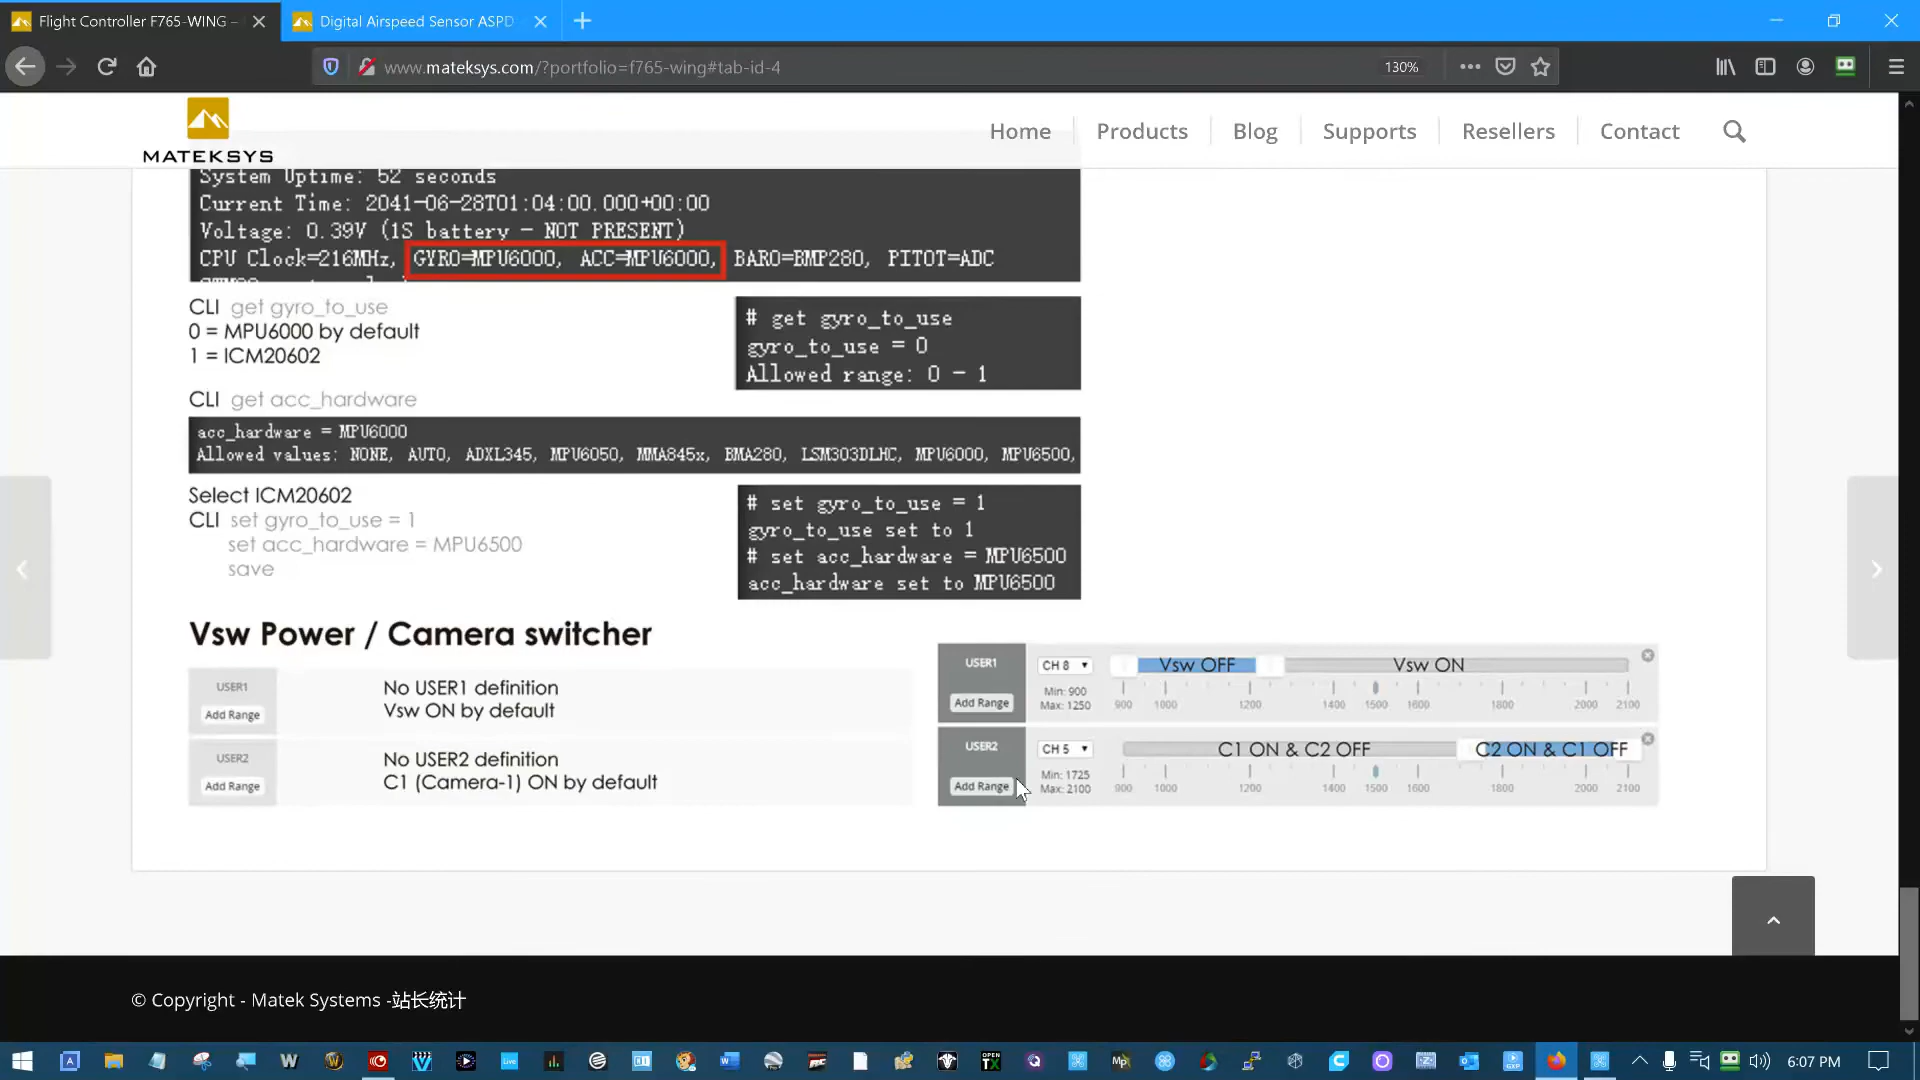 Flight Controller F765-WING –
Digital Airspeed Sensor ASPD
www.mateksys.com/?portfolio=f765-wing#tab-id-4
130%
MATEKSYS
Home
Products
Blog
Supports
Resellers
Contact
System Uptime: 52 seconds
Current Time: 2041-06-28T01:04:00.000+00:00
Voltage: 0.39V (1S battery - NOT PRESENT)
CPU Clock=216MHz, GYRO=MPU6000, ACC=MPU6000, BARO=BMP280, PITOT=ADC
CLI get gyro_to_use
0 = MPU6000 by default
1 = ICM20602
# get gyro_to_use
gyro_to_use = 0
Allowed range: 0 - 1
CLI get acc_hardware
acc_hardware = MPU6000
Allowed values: NONE, AUTO, ADXL345, MPU6050, MMA845x, BMA280, LSM303DLHC, MPU6000, MPU6500,
Select ICM20602
CLI set gyro_to_use = 1
set acc_hardware = MPU6500
save
# set gyro_to_use = 1
gyro_to_use set to 1
# set acc_hardware = MPU6500
acc_hardware set to MPU6500
Vsw Power / Camera switcher
USER1
Add Range
No USER1 definition
Vsw ON by default
USER2
Add Range
No USER2 definition
C1 (Camera-1) ON by default
USER1
Add Range
CH 8
Min: 900
Max: 1250
Vsw OFF
Vsw ON
900 1000 1200 1400 1500 1600 1800 2000 2100
USER2
Add Range
CH 5
Min: 1725
Max: 2100
C1 ON & C2 OFF
C2 ON & C1 OFF
900 1000 1200 1400 1500 1600 1800 2000 2100
© Copyright - Matek Systems -站长统计
6:07 PM